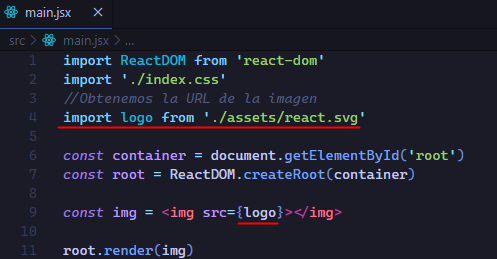 main.jsx
src > main.jsx > ...
1 import ReactDOM from 'react-dom'
2 import './index.css'
3 //Obtenemos la URL de la imagen
4 import logo from './assets/react.svg'
5
6 const container = document.getElementById('root')
7 const root = ReactDOM.createRoot(container)
8
9 const img = <img src={logo}></img>
10
11 root.render(img)